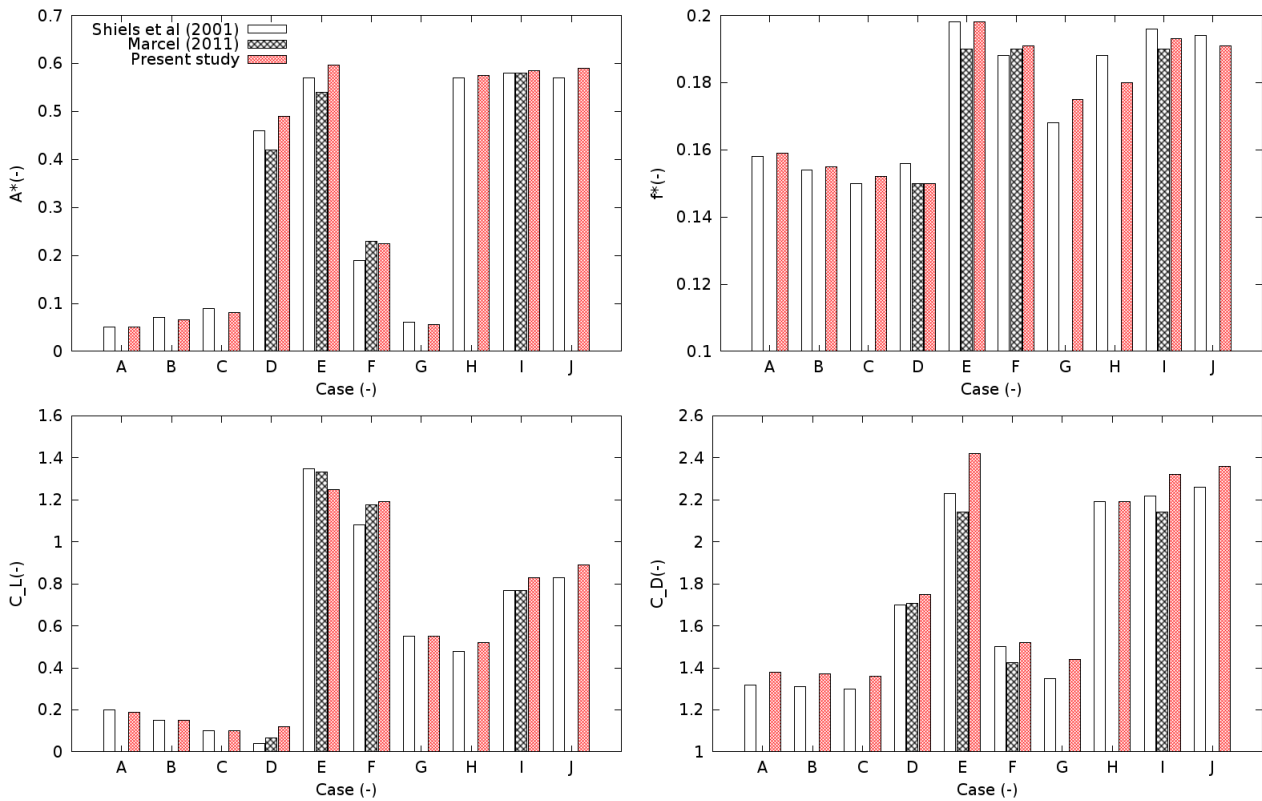 0.7
0.6
0.5
0.4
0.3
0.2
0.1
0
A*(-)
Shiels et al (2001)
Marcel (2011)
Present study
A B C D E F G H I J
Case (-)
0.2
0.18
0.16
0.14
0.12
0.1
f*(-)
A B C D E F G H I J
Case (-)
1.6
1.4
1.2
1
0.8
0.6
0.4
0.2
0
C_L(-)
A B C D E F G H I J
Case (-)
2.6
2.4
2.2
2
1.8
1.6
1.4
1.2
1
C_D(-)
A B C D E F G H I J
Case (-)